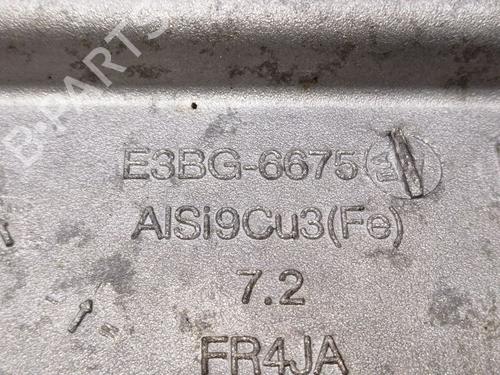 B-PARTS
E3BG-6675
AlSi9Cu3(Fe)
7.2
FR4JA